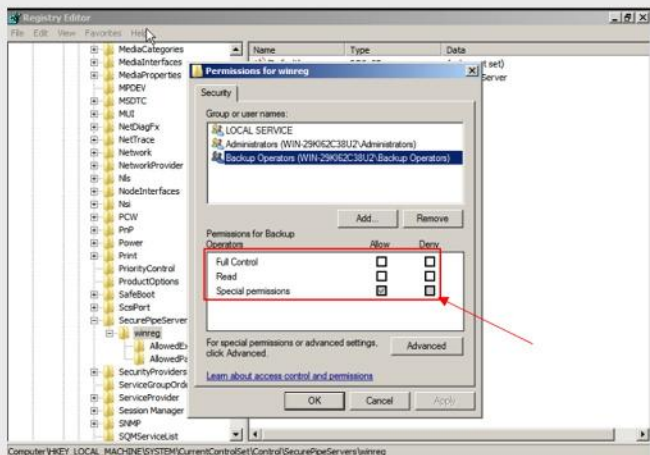 Registry Editor
File Edit View Favorites Help
MediaCategories
MediaInterfaces
MediaProperties
MPDEV
MSDTC
MUI
NetDiagFx
NetTrace
Network
NetworkProvider
Nls
NodeInterfaces
Nsi
PCW
PnP
Power
Print
PriorityControl
ProductOptions
SafeBoot
ScsiPort
SecurePipeServer
winreg
AllowedEx
AllowedPa
SecurityProviders
ServiceGroupOrde
ServiceProvider
Session Manager
SNMP
SQMServiceList
Name Type Data
et set)
Server
Permissions for winreg
Security
Group or user names:
LOCAL SERVICE
Administrators (WIN-29KI62C38U2\Administrators)
Backup Operators (WIN-29KI62C38U2\Backup Operators)
Add... Remove
Permissions for Backup
Operators Allow Deny
Full Control
Read
Special permissions
For special permissions or advanced settings,
click Advanced.
Advanced
Learn about access control and permissions
OK Cancel Apply
Computer\HKEY_LOCAL_MACHINE\SYSTEM\CurrentControlSet\Control\SecurePipeServers\winreg